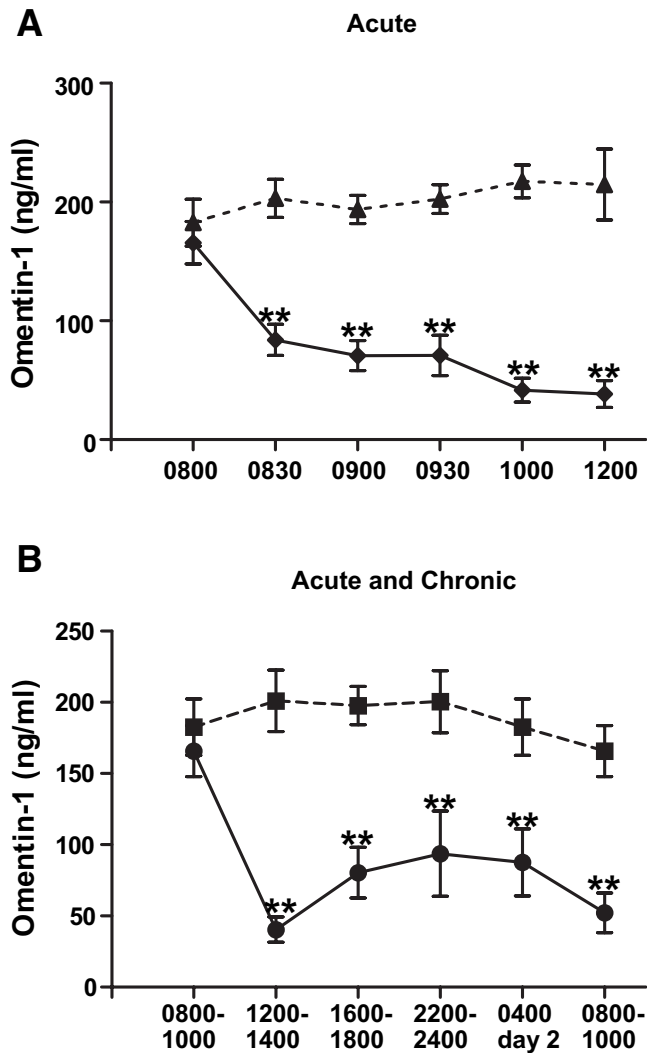 A
Acute
Omentin-1 (ng/ml)
300
200
100
0
**
**
**
**
**
0800 0830 0900 0930 1000 1200
B
Acute and Chronic
Omentin-1 (ng/ml)
250
200
150
100
50
0
**
**
**
**
**
0800- 1200- 1600- 2200- 0400 0800-
1000 1400 1800 2400 day 2 1000